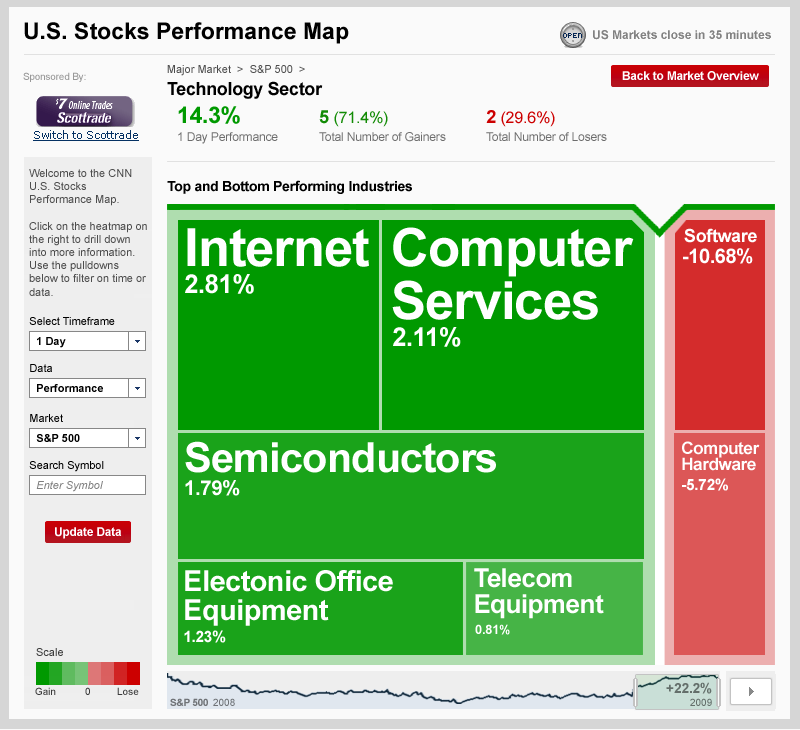 U.S. Stocks Performance Map
OPEN
US Markets close in 35 minutes
Sponsored By:
$7 Online Trades
Scottrade
Switch to Scottrade
Welcome to the CNN
U.S. Stocks
Performance Map.
Click on the heatmap on
the right to drill down
into more information.
Use the pulldowns
below to filter on time or
data.
Select Timeframe
1 Day
Data
Performance
Market
S&P 500
Search Symbol
Enter Symbol
Update Data
Scale
Gain 0 Lose
Major Market > S&P 500 >
Technology Sector
Back to Market Overview
14.3%
1 Day Performance
5 (71.4%)
Total Number of Gainers
2 (29.6%)
Total Number of Losers
Top and Bottom Performing Industries
Internet
2.81%
Computer
Services
2.11%
Software
-10.68%
Semiconductors
1.79%
Computer
Hardware
-5.72%
Electonic Office
Equipment
1.23%
Telecom
Equipment
0.81%
S&P 500 2008
+22.2%
2009